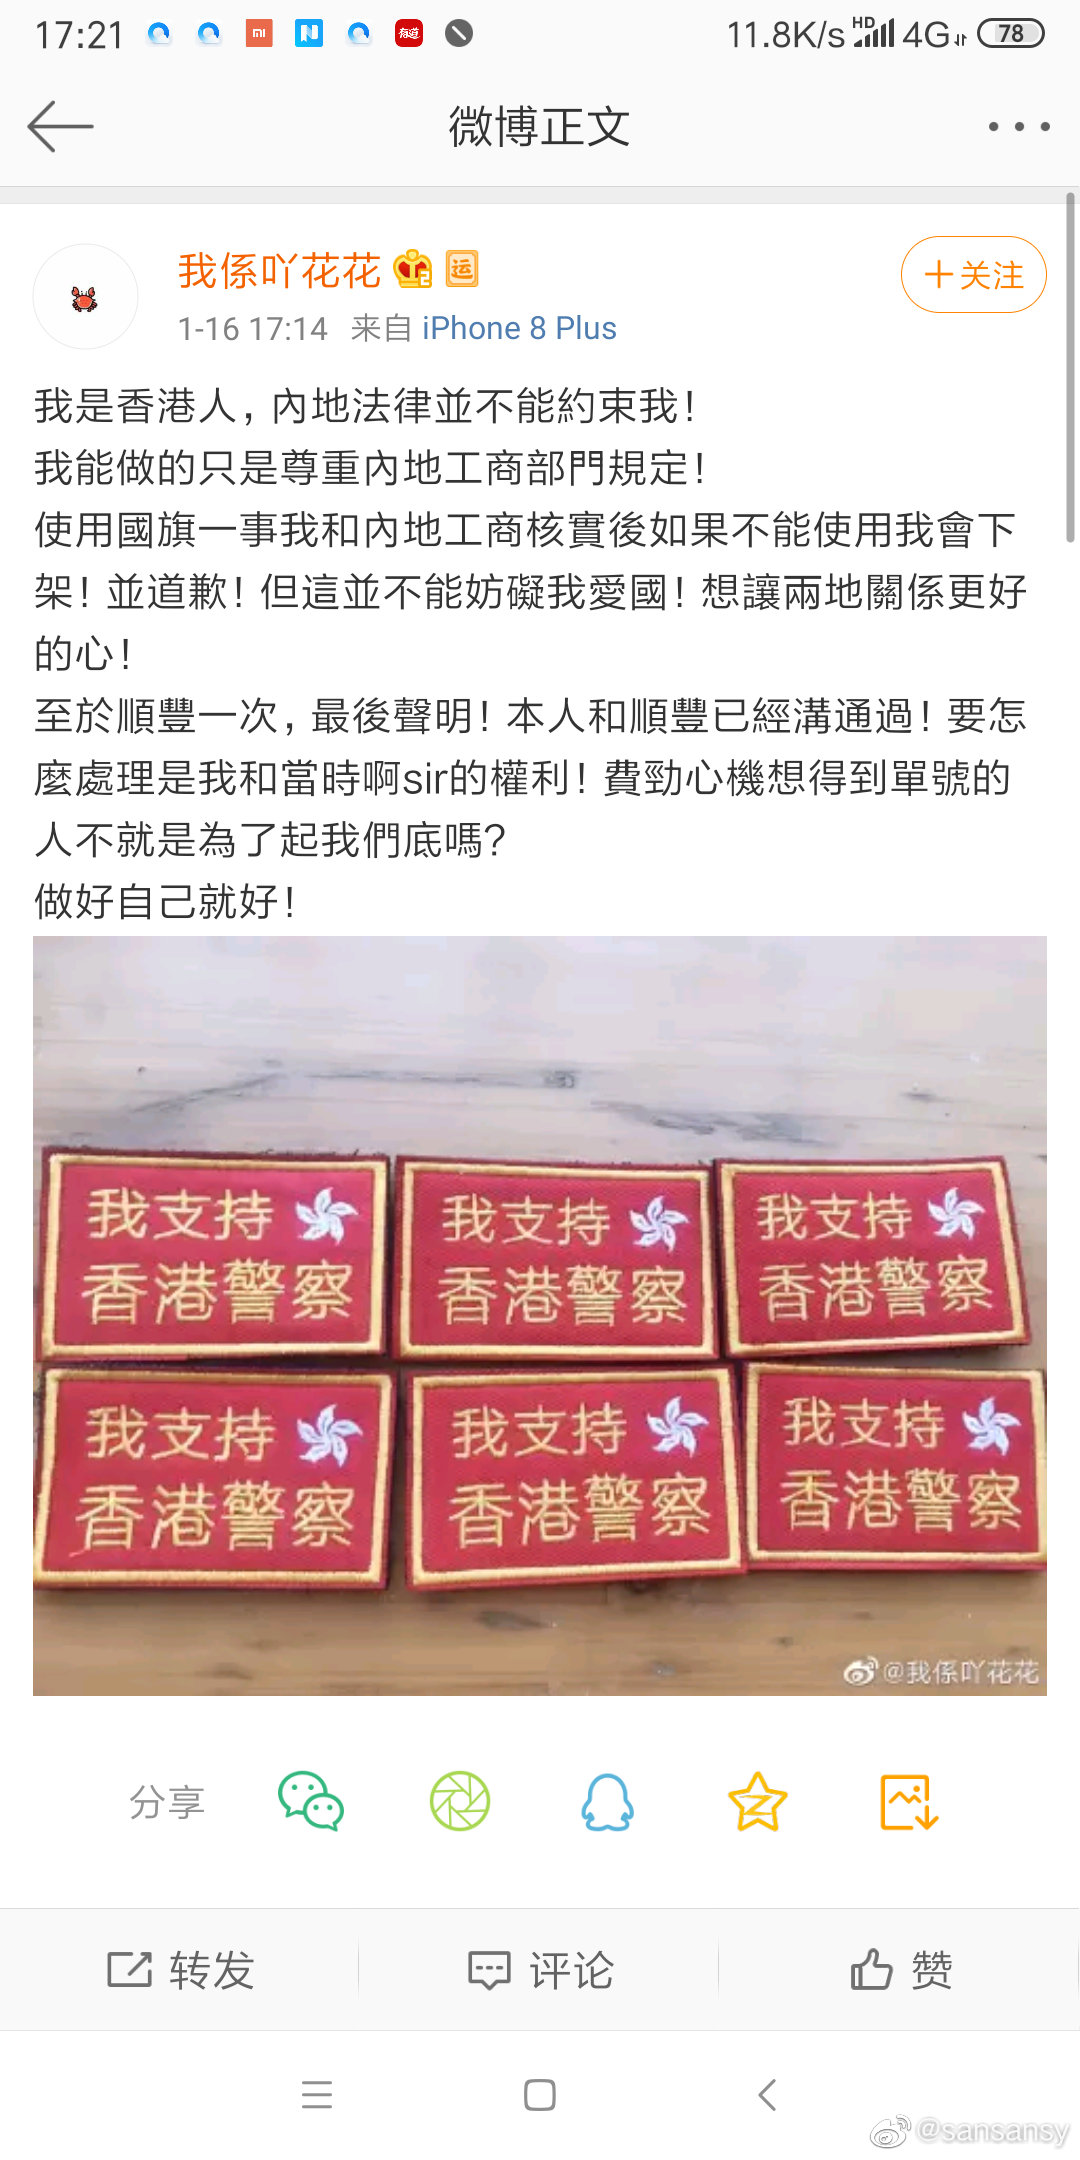 17:21
有道
11.8K/s HD 4G 78
微博正文
我係吖花花 运
+关注
1-16 17:14 来自 iPhone 8 Plus
我是香港人，內地法律並不能約束我！
我能做的只是尊重內地工商部門規定！
使用國旗一事我和內地工商核實後如果不能使用我會下
架！並道歉！但這並不能妨礙我愛國！想讓兩地關係更好
的心！
至於順豐一次，最後聲明！本人和順豐已經溝通過！要怎
麼處理是我和當時啊sir的權利！費勁心機想得到單號的
人不就是為了起我們底嗎？
做好自己就好！
我支持
香港警察
我支持
香港警察
我支持
香港警察
我支持
香港警察
我支持
香港警察
我支持
香港警察
@我係吖花花
分享
转发
评论
赞
@sansansy